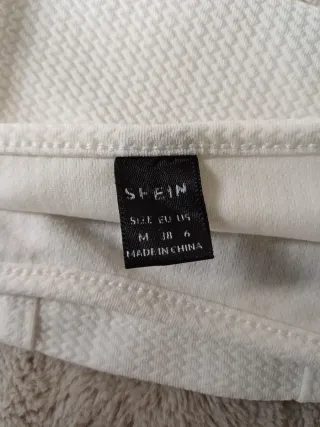 SHEIN
SIZE EU US
M 38 6
MADE IN CHINA